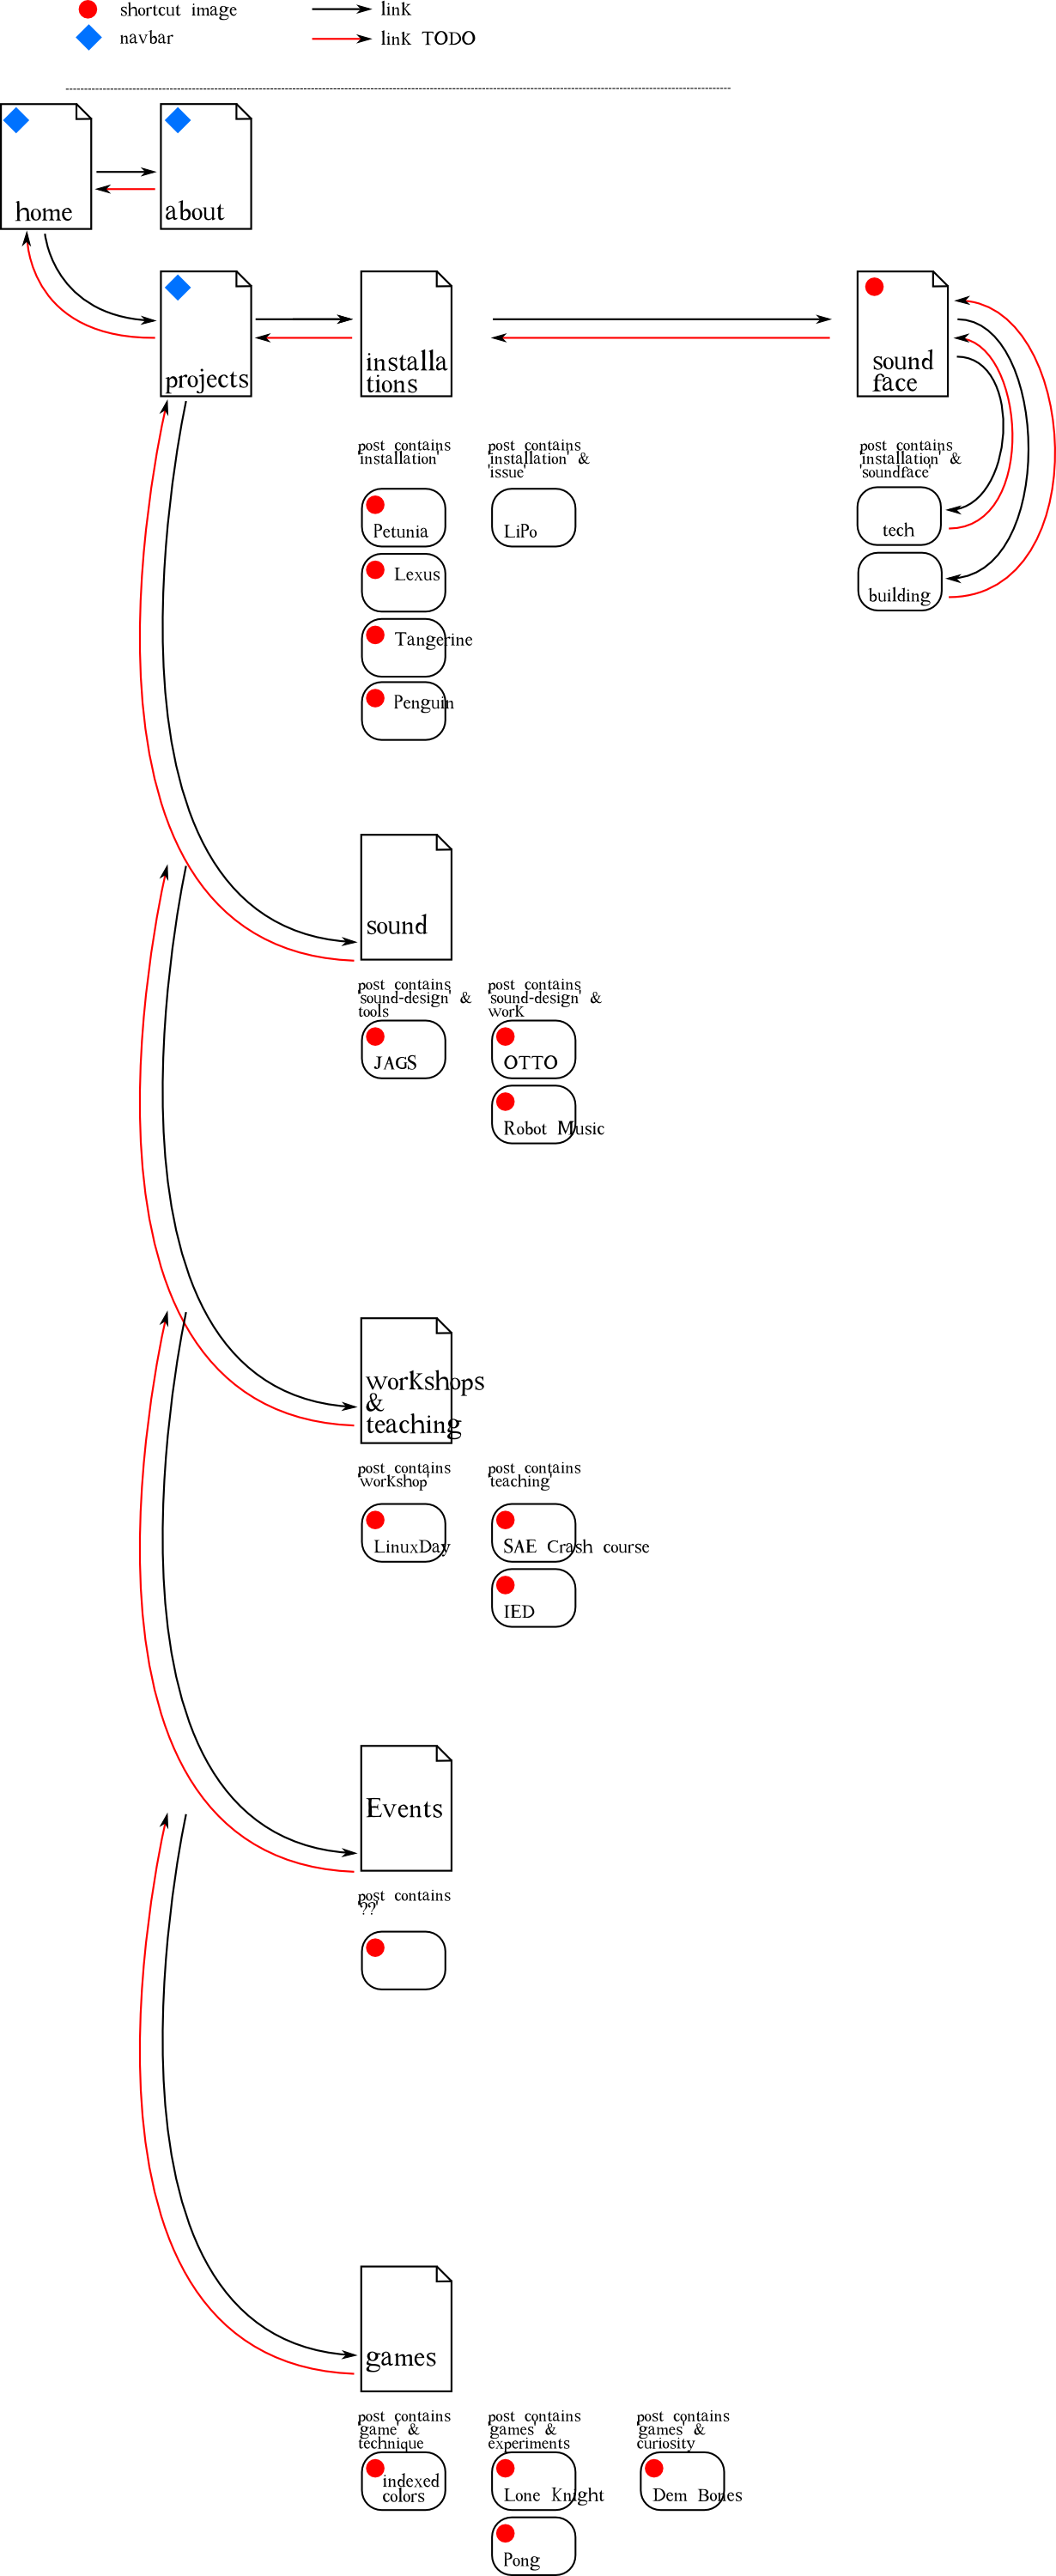 shortcut image
link
navbar
link TODO
home
about
projects
installa
tions
sound
face
'post contains
'installation'
'post contains
'installation' &
'issue'
'post contains
'installation' &
'soundface'
Petunia
LiPo
tech
Lexus
building
Tangerine
Penguin
sound
'post contains
'sound-design' &
tools
'post contains
'sound-design' &
work
JAGS
OTTO
Robot Music
workshops
&
teaching
'post contains
'workshop'
'post contains
'teaching'
LinuxDay
SAE Crash course
IED
Events
'post contains
'??'
games
'post contains
'game' &
technique
'post contains
'games' &
experiments
'post contains
'games' &
curiosity
indexed
colors
Lone Knight
Dem Bones
Pong